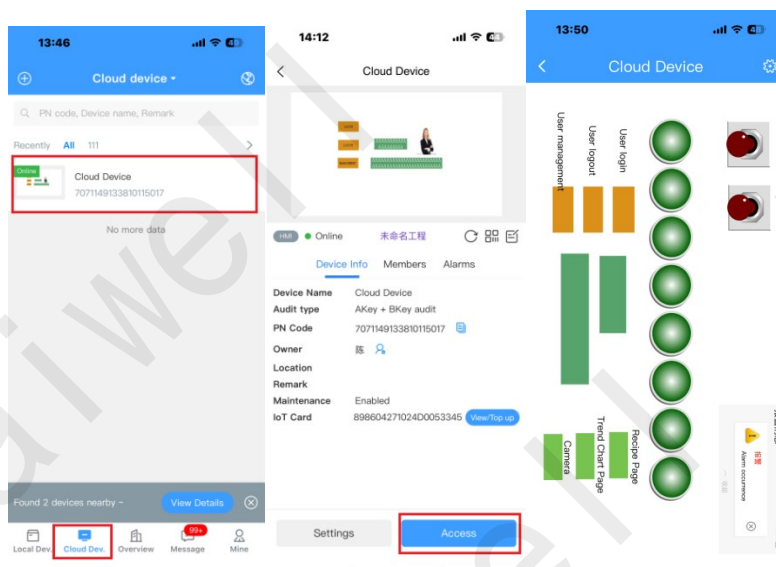 13:46
Cloud device
PN code, Device name, Remark
Recently All 111
Online
Cloud Device
7071149133810115017
No more data
Found 2 devices nearby ~
View Details
Local Dev.
Cloud Dev.
Overview
99+
Message
Mine
14:12
Cloud Device
HMI
Online
未命名工程
Device Info Members Alarms
Device Name Cloud Device
Audit type AKey + BKey audit
PN Code 7071149133810115017
Owner 陈
Location
Remark
Maintenance Enabled
IoT Card 898604271024D0053345 View/Top up
Settings
Access
13:50
Cloud Device
User login
User logout
User management
Recipe Page
Trend Chart Page
Camera
报警
Alarm occurrence